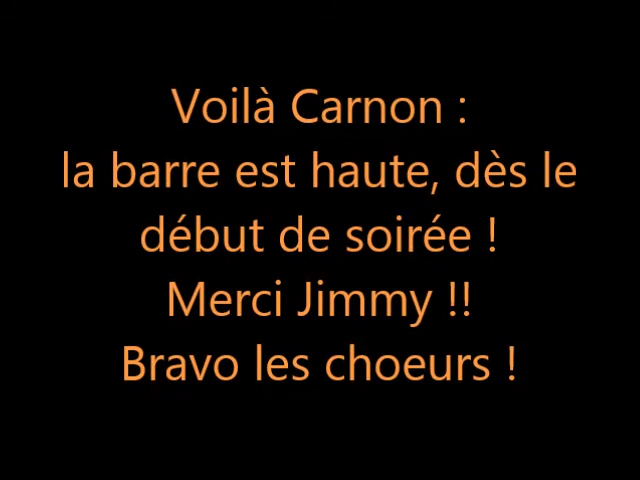 Voilà Carnon :
la barre est haute, dès le
début de soirée !
Merci Jimmy !!
Bravo les choeurs !